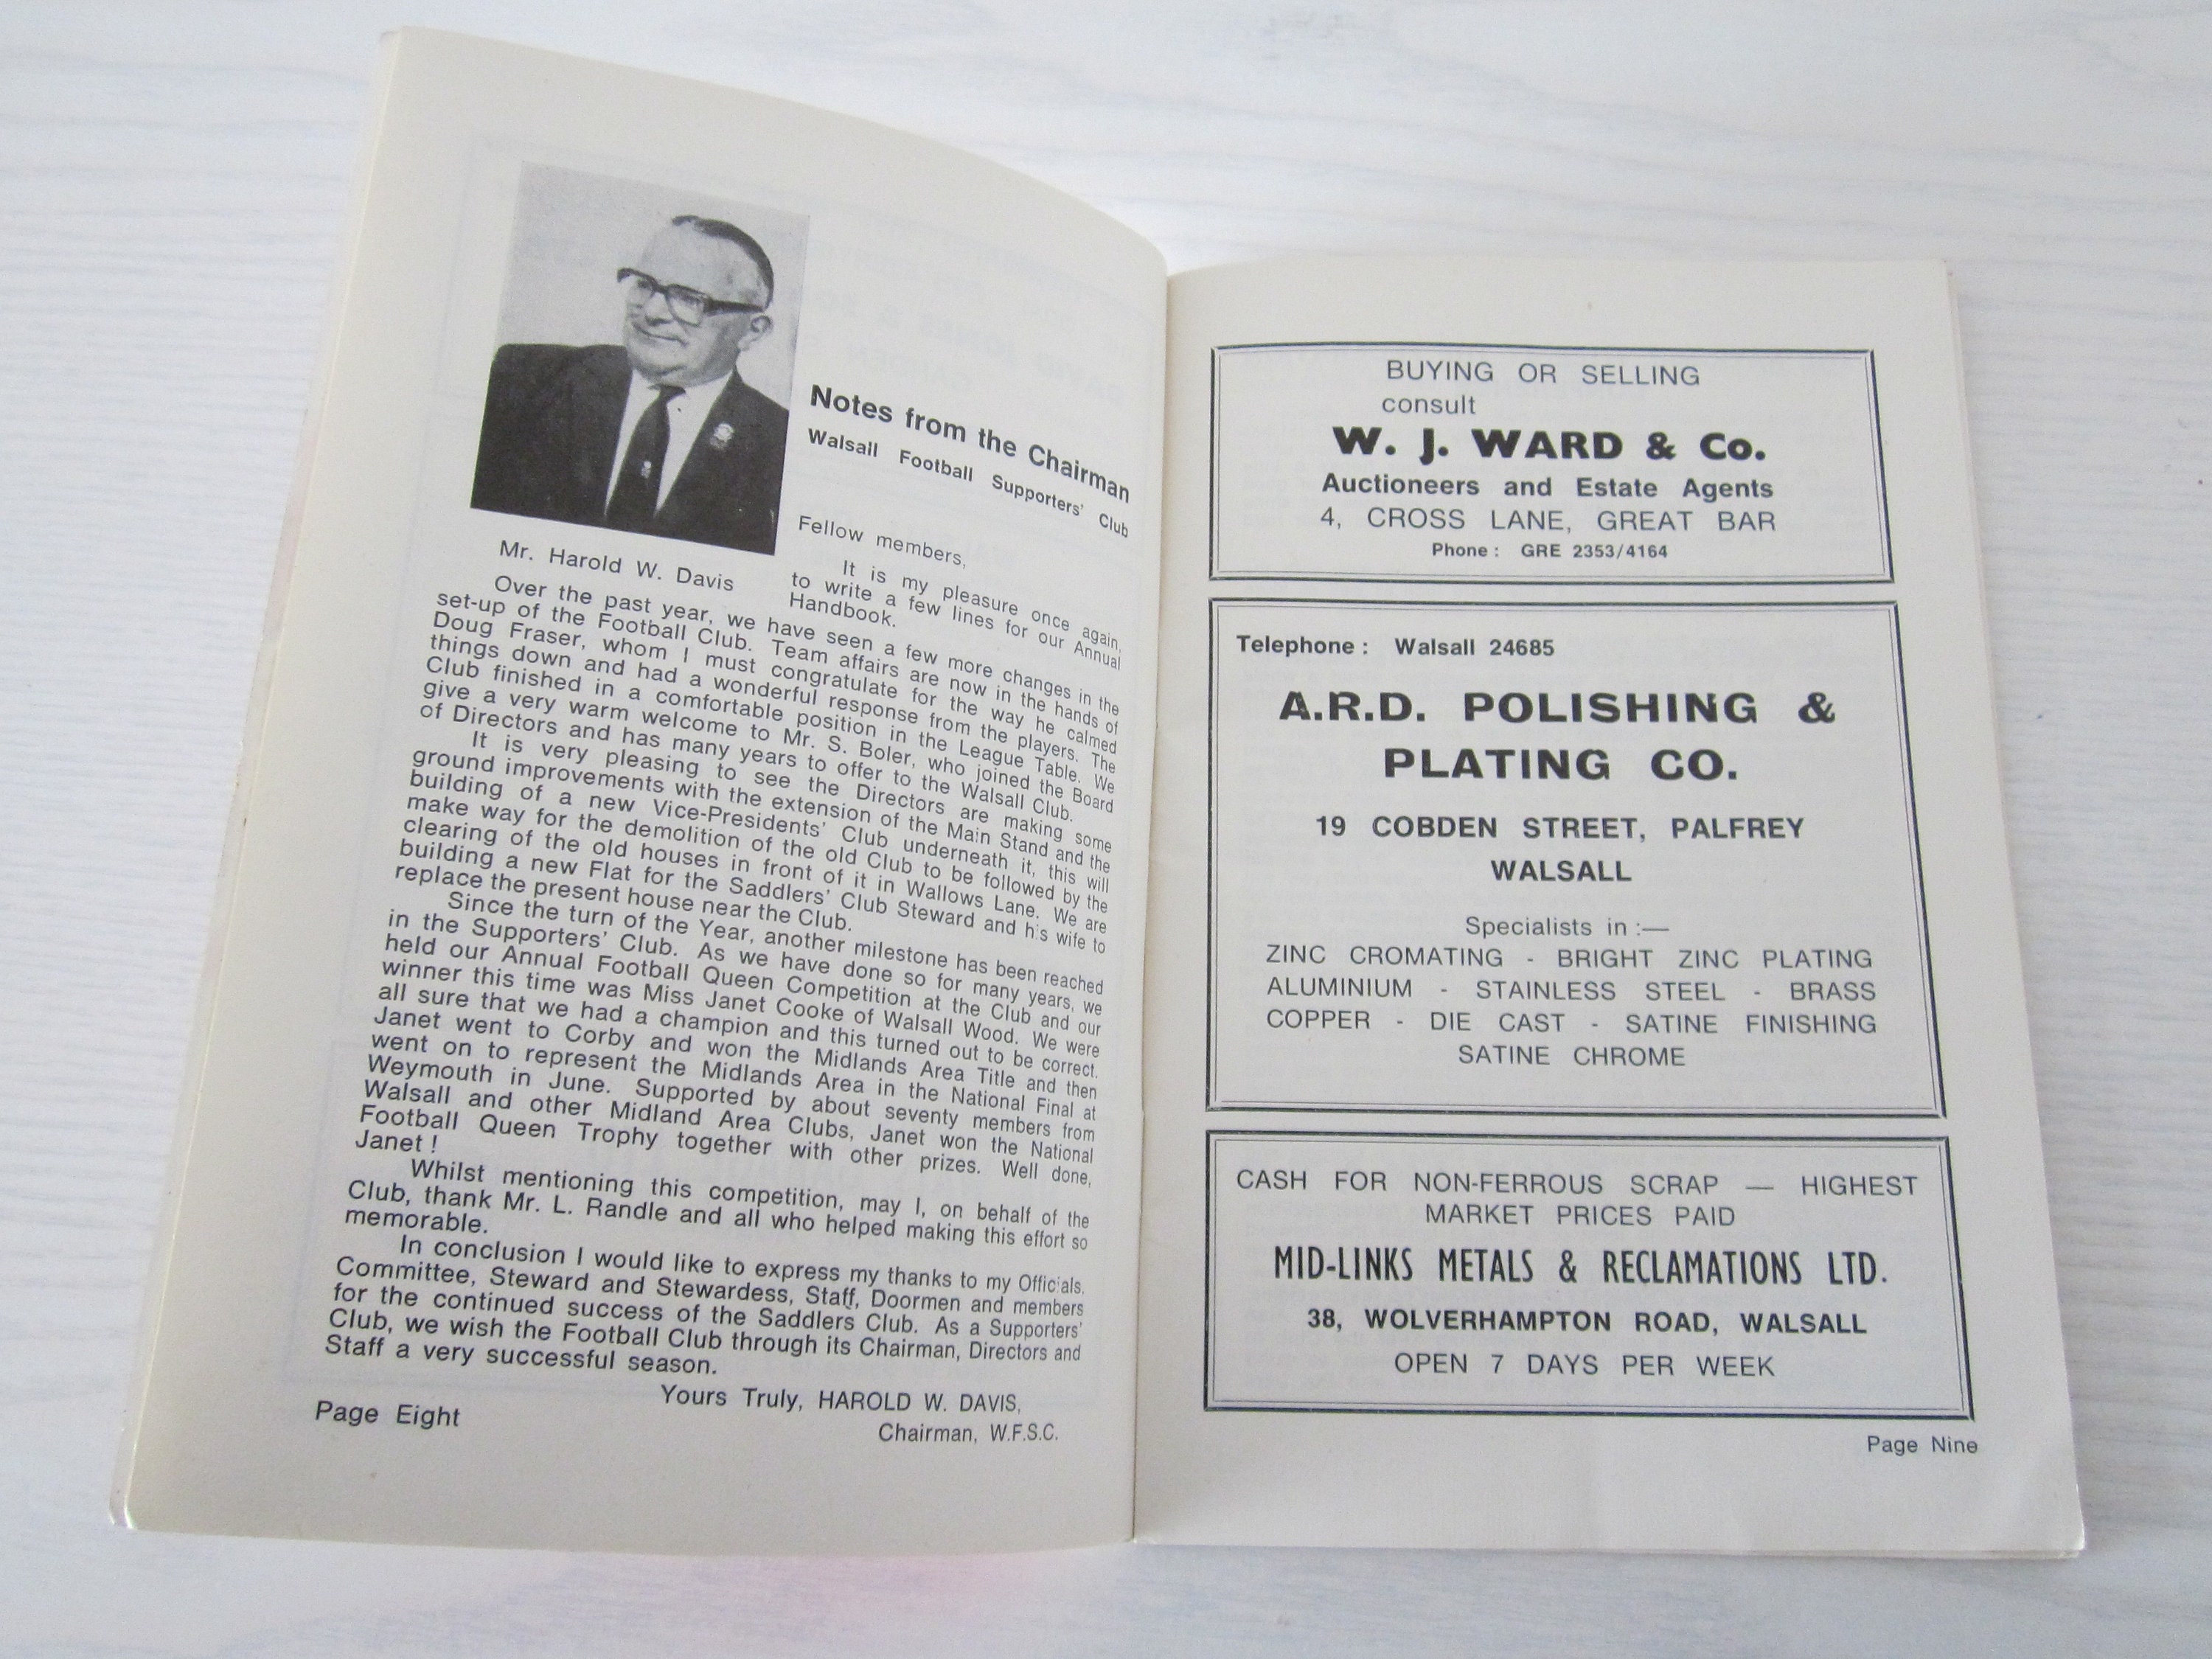 Notes from the Chairman
Walsall Football Supporters' Club
Mr. Harold W. Davis
Fellow members,
It is my pleasure once again,
to write a few lines for our Annual
Handbook.
Over the past year, we have seen a few more changes in the
set-up of the Football Club. Team affairs are now in the hands of
Doug Fraser, whom I must congratulate for the way he calmed
things down and had a wonderful response from the players. The
Club finished in a comfortable position in the League Table. We
give a very warm welcome to Mr. S. Boler, who joined the Board
of Directors and has many years to offer to the Walsall Club.
It is very pleasing to see the Directors are making some
ground improvements with the extension of the Main Stand and the
building of a new Vice-Presidents' Club underneath it, this will
make way for the demolition of the old Club to be followed by the
clearing of the old houses in front of it in Wallows Lane. We are
building a new Flat for the Saddlers' Club Steward and his wife to
replace the present house near the Club.
Since the turn of the Year, another milestone has been reached
in the Supporters' Club. As we have done so for many years, we
held our Annual Football Queen Competition at the Club and our
winner this time was Miss Janet Cooke of Walsall Wood. We were
all sure that we had a champion and this turned out to be correct.
Janet went to Corby and won the Midlands Area Title and then
went on to represent the Midlands Area in the National Final at
Weymouth in June. Supported by about seventy members from
Walsall and other Midland Area Clubs, Janet won the National
Football Queen Trophy together with other prizes. Well done,
Janet !
Whilst mentioning this competition, may I, on behalf of the
Club, thank Mr. L. Randle and all who helped making this effort so
memorable.
In conclusion I would like to express my thanks to my Officials.
Committee, Steward and Stewardess, Staff, Doormen and members
for the continued success of the Saddlers Club. As a Supporters'
Club, we wish the Football Club through its Chairman, Directors and
Staff a very successful season.
Yours Truly, HAROLD W. DAVIS,
Chairman, W.F.S.C.
Page Eight
BUYING OR SELLING
consult
W. J. WARD & Co.
Auctioneers and Estate Agents
4, CROSS LANE, GREAT BAR
Phone : GRE 2353/4164
Telephone : Walsall 24685
A.R.D. POLISHING &
PLATING CO.
19 COBDEN STREET, PALFREY
WALSALL
Specialists in :—
ZINC CROMATING - BRIGHT ZINC PLATING
ALUMINIUM - STAINLESS STEEL - BRASS
COPPER - DIE CAST - SATINE FINISHING
SATINE CHROME
CASH FOR NON-FERROUS SCRAP — HIGHEST
MARKET PRICES PAID
MID-LINKS METALS & RECLAMATIONS LTD.
38, WOLVERHAMPTON ROAD, WALSALL
OPEN 7 DAYS PER WEEK
Page Nine